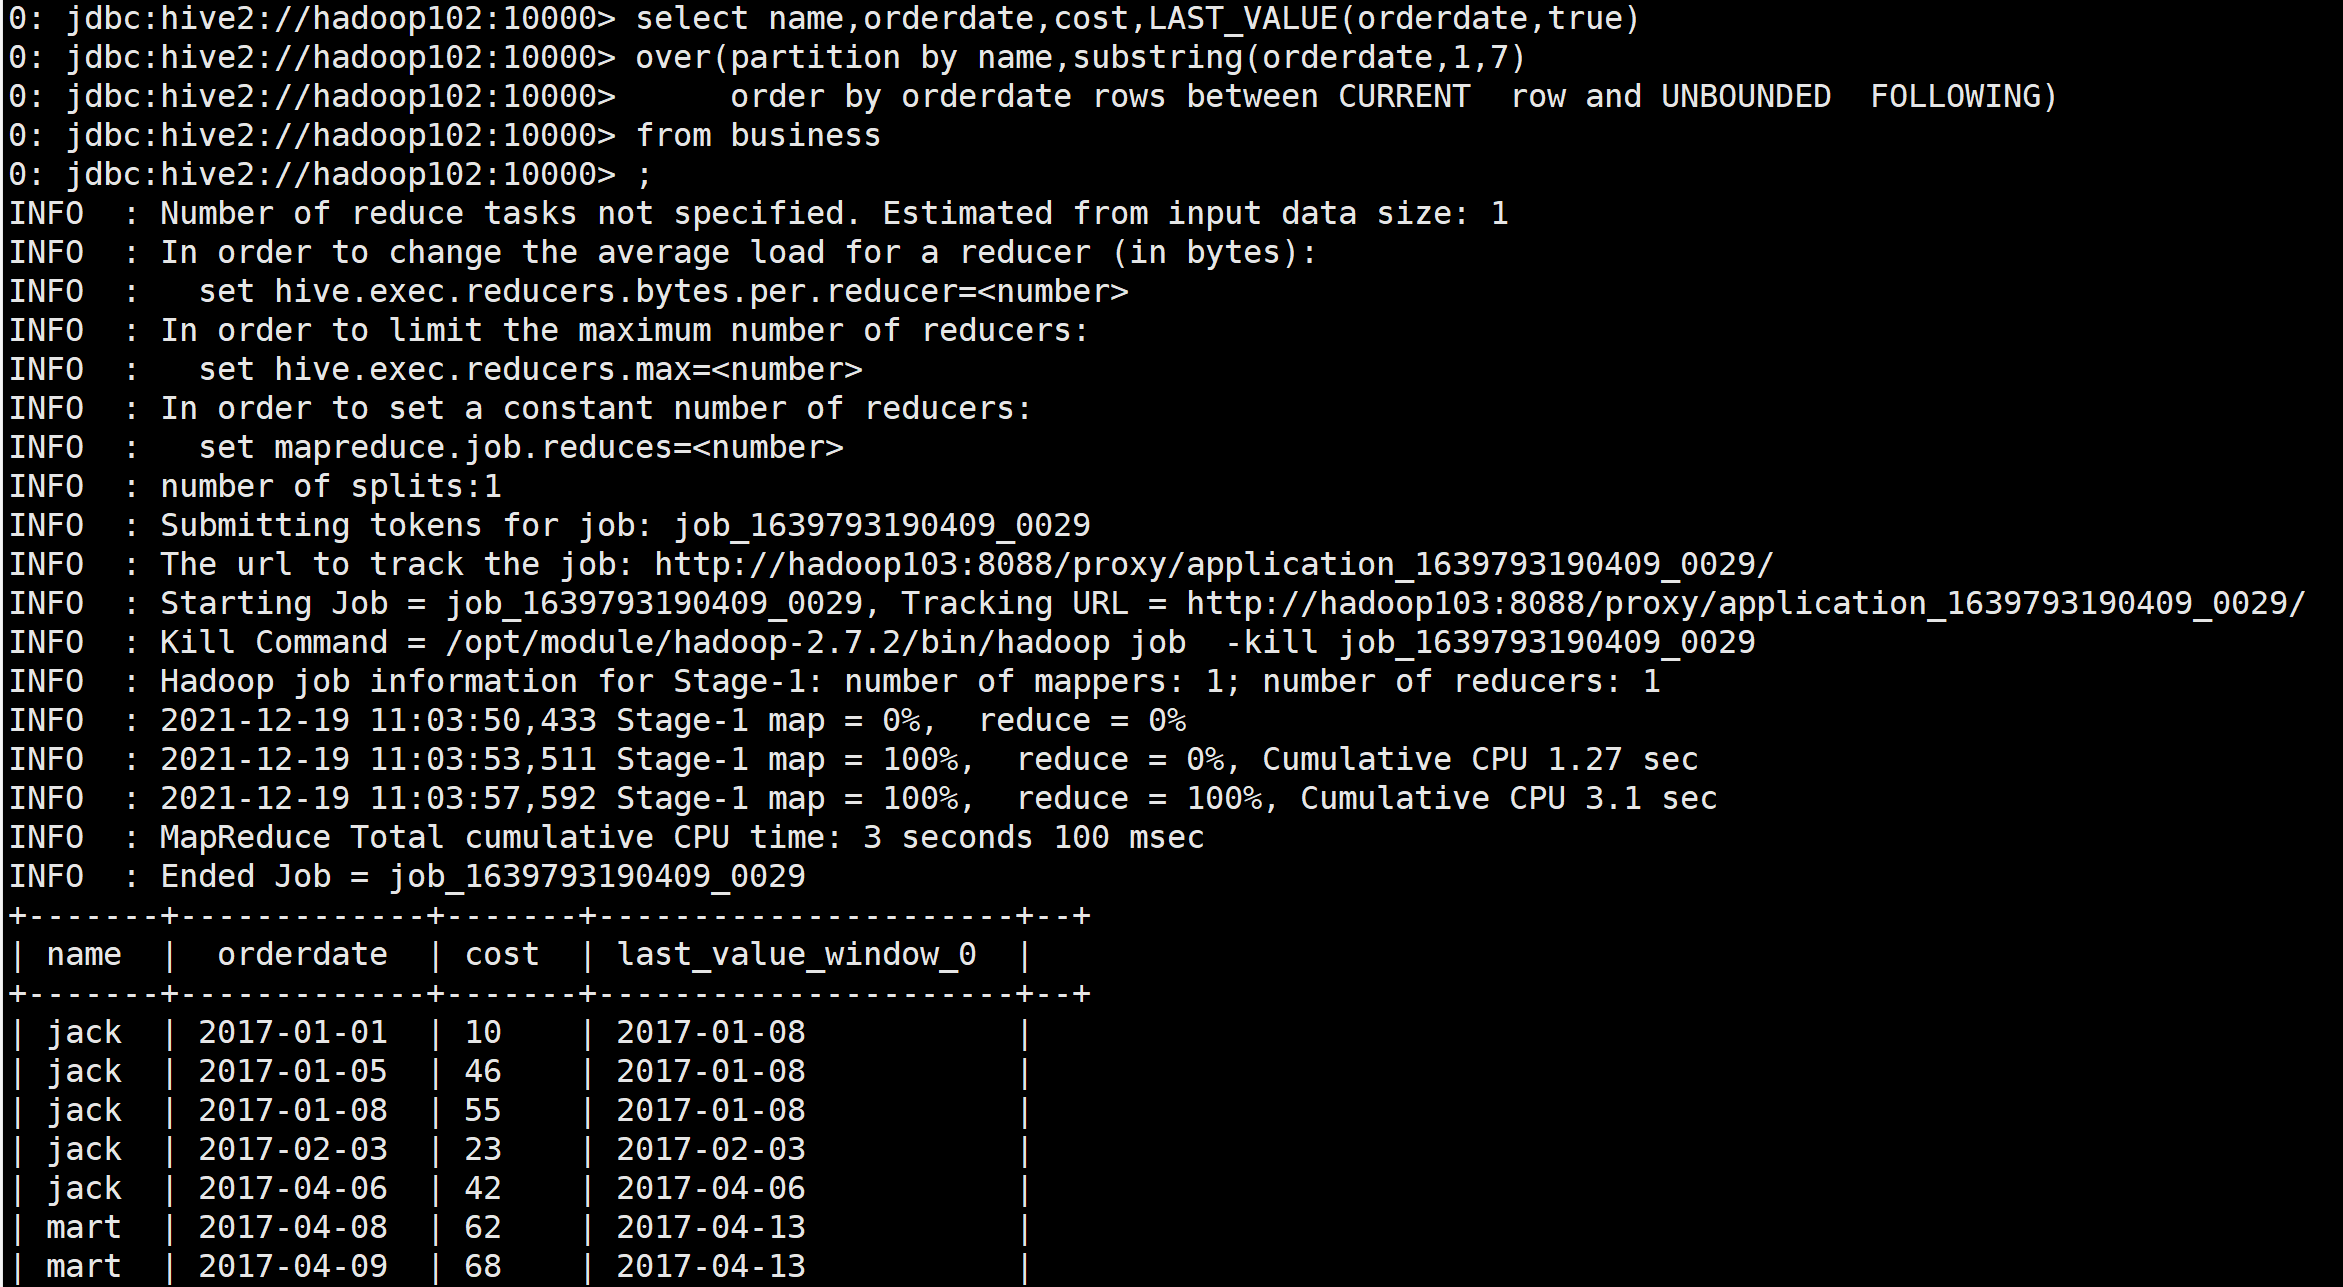 0: jdbc:hive2://hadoop102:10000> select name,orderdate,cost,LAST_VALUE(orderdate,true)
0: jdbc:hive2://hadoop102:10000> over(partition by name,substring(orderdate,1,7)
0: jdbc:hive2://hadoop102:10000>      order by orderdate rows between CURRENT  row and UNBOUNDED  FOLLOWING)
0: jdbc:hive2://hadoop102:10000> from business
0: jdbc:hive2://hadoop102:10000> ;
INFO  : Number of reduce tasks not specified. Estimated from input data size: 1
INFO  : In order to change the average load for a reducer (in bytes):
INFO  :   set hive.exec.reducers.bytes.per.reducer=<number>
INFO  : In order to limit the maximum number of reducers:
INFO  :   set hive.exec.reducers.max=<number>
INFO  : In order to set a constant number of reducers:
INFO  :   set mapreduce.job.reduces=<number>
INFO  : number of splits:1
INFO  : Submitting tokens for job: job_1639793190409_0029
INFO  : The url to track the job: http://hadoop103:8088/proxy/application_1639793190409_0029/
INFO  : Starting Job = job_1639793190409_0029, Tracking URL = http://hadoop103:8088/proxy/application_1639793190409_0029/
INFO  : Kill Command = /opt/module/hadoop-2.7.2/bin/hadoop job  -kill job_1639793190409_0029
INFO  : Hadoop job information for Stage-1: number of mappers: 1; number of reducers: 1
INFO  : 2021-12-19 11:03:50,433 Stage-1 map = 0%,  reduce = 0%
INFO  : 2021-12-19 11:03:53,511 Stage-1 map = 100%,  reduce = 0%, Cumulative CPU 1.27 sec
INFO  : 2021-12-19 11:03:57,592 Stage-1 map = 100%,  reduce = 100%, Cumulative CPU 3.1 sec
INFO  : MapReduce Total cumulative CPU time: 3 seconds 100 msec
INFO  : Ended Job = job_1639793190409_0029
+-------+-------------+-------+----------------------+--+
| name  |  orderdate  | cost  | last_value_window_0  |
+-------+-------------+-------+----------------------+--+
| jack  | 2017-01-01  | 10    | 2017-01-08           |
| jack  | 2017-01-05  | 46    | 2017-01-08           |
| jack  | 2017-01-08  | 55    | 2017-01-08           |
| jack  | 2017-02-03  | 23    | 2017-02-03           |
| jack  | 2017-04-06  | 42    | 2017-04-06           |
| mart  | 2017-04-08  | 62    | 2017-04-13           |
| mart  | 2017-04-09  | 68    | 2017-04-13           |